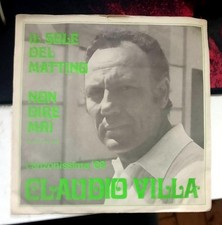 IL SOLE
DEL
MATTINO
NON
DIRE
MAI
CLAUDIO VILLA